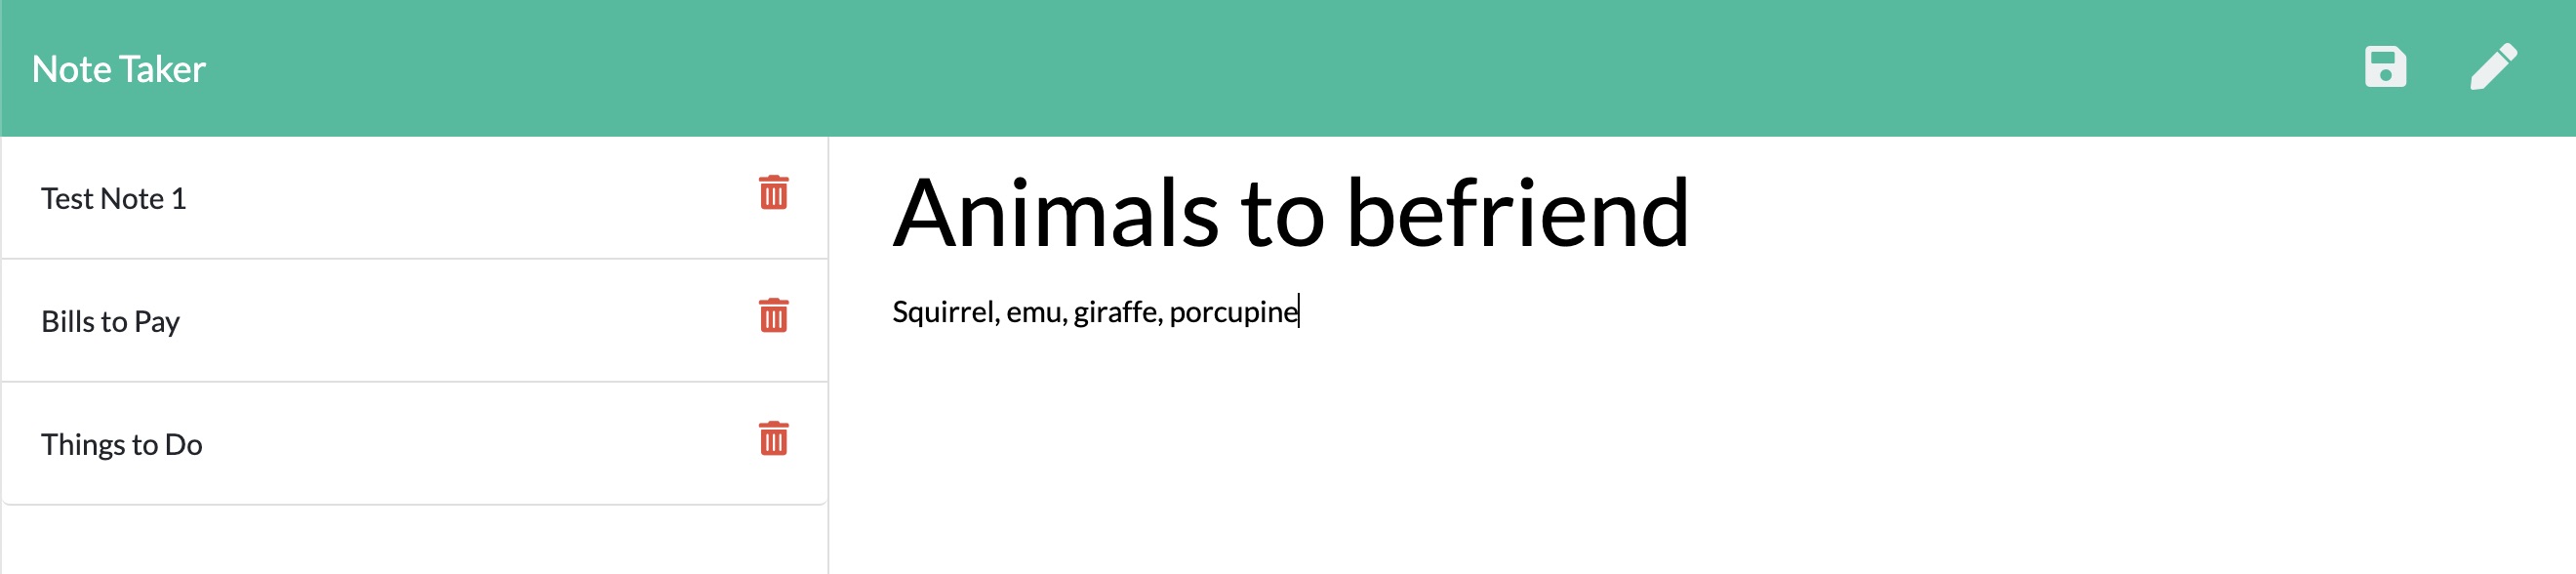 Note Taker
Test Note 1
Bills to Pay
Things to Do
Animals to befriend
Squirrel, emu, giraffe, porcupine